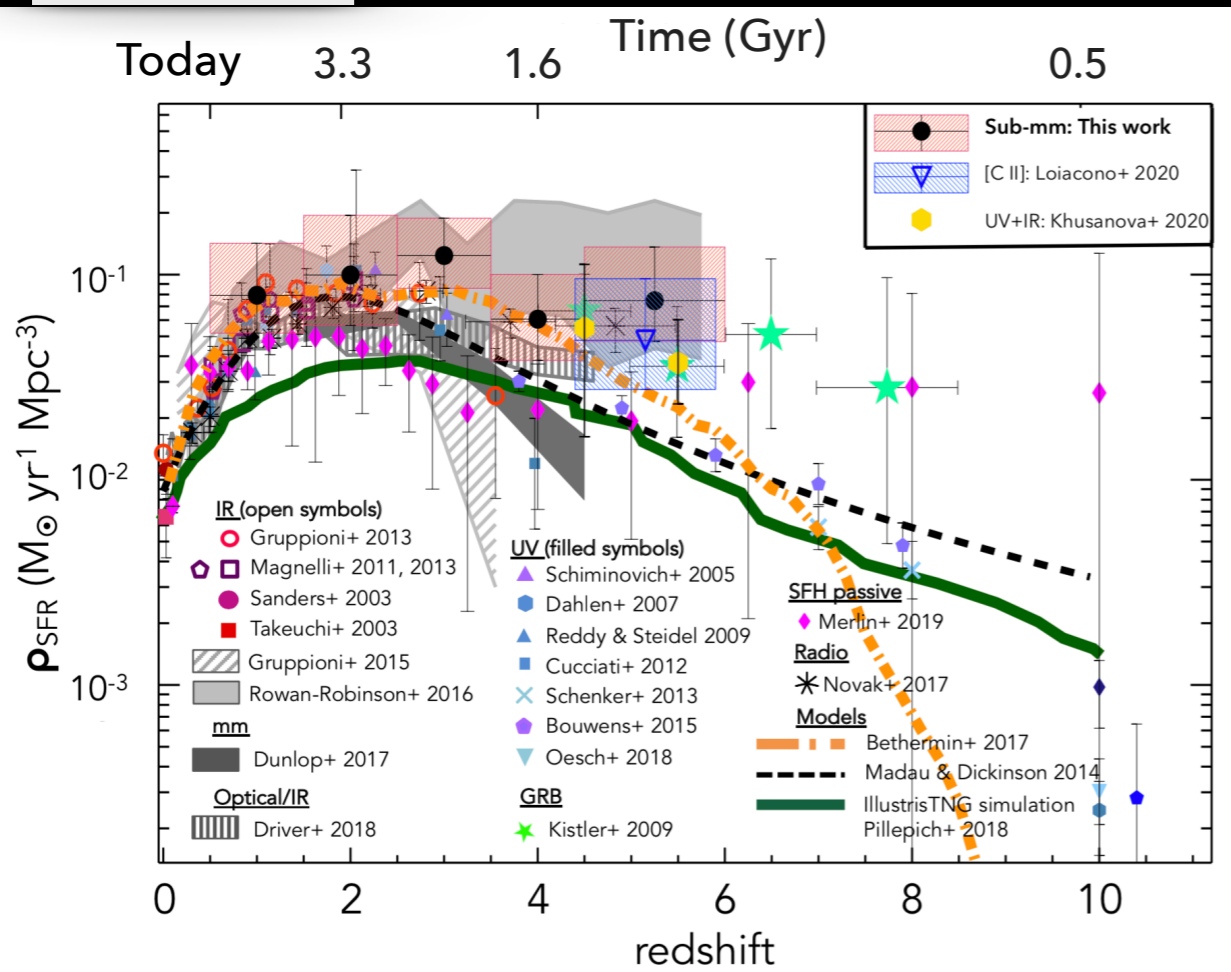 Time (Gyr)
Today 3.3 1.6 0.5
Sub-mm: This work
[C II]: Loiacono+ 2020
UV+IR: Khusanova+ 2020
ρSFR (M⊙ yr-1 Mpc-3)
10-1
10-2
10-3
IR (open symbols)
Gruppioni+ 2013
Magnelli+ 2011, 2013
Sanders+ 2003
Takeuchi+ 2003
Gruppioni+ 2015
Rowan-Robinson+ 2016
mm
Dunlop+ 2017
Optical/IR
Driver+ 2018
UV (filled symbols)
Schiminovich+ 2005
Dahlen+ 2007
Reddy & Steidel 2009
Cucciati+ 2012
Schenker+ 2013
Bouwens+ 2015
Oesch+ 2018
GRB
Kistler+ 2009
SFH passive
Merlin+ 2019
Radio
Novak+ 2017
Models
Bethermin+ 2017
Madau & Dickinson 2014
IllustrisTNG simulation
Pillepich+ 2018
0 2 4 6 8 10
redshift